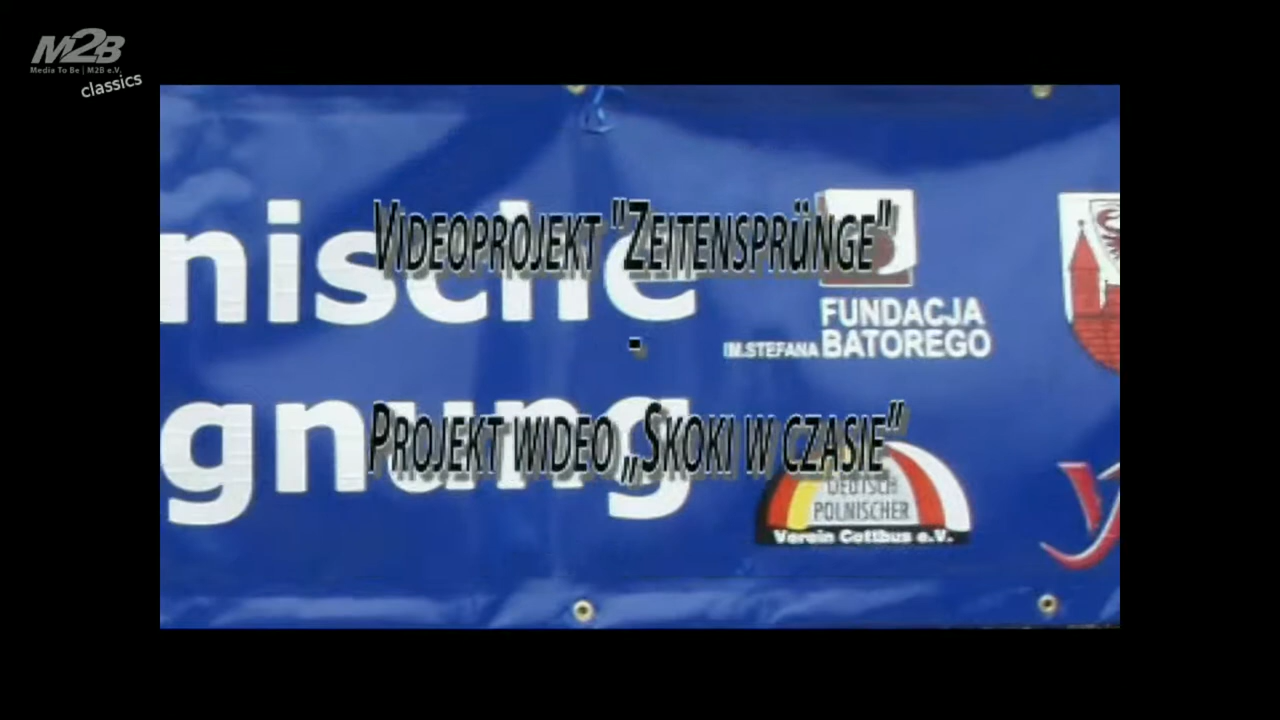 M2B
Media To Be | M2B e.V.
classics
nische
Videoprojekt "Zeitensprünge"
FUNDACJA
IM.STEFANA BATOREGO
-
gnung
Projekt wideo „Skoki w czasie”
DEUTSCH
POLNISCHER
Verein Cottbus e.V.